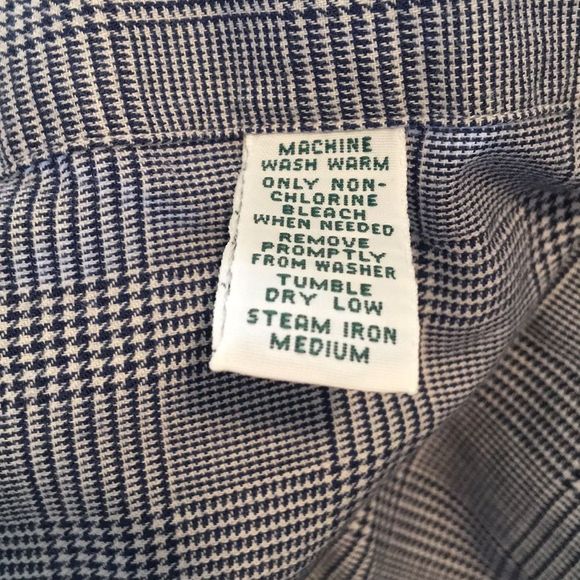 MACHINE
WASH WARM
ONLY NON-
CHLORINE
BLEACH
WHEN NEEDED
REMOVE
PROMPTLY
FROM WASHER
TUMBLE
DRY LOW
STEAM IRON
MEDIUM